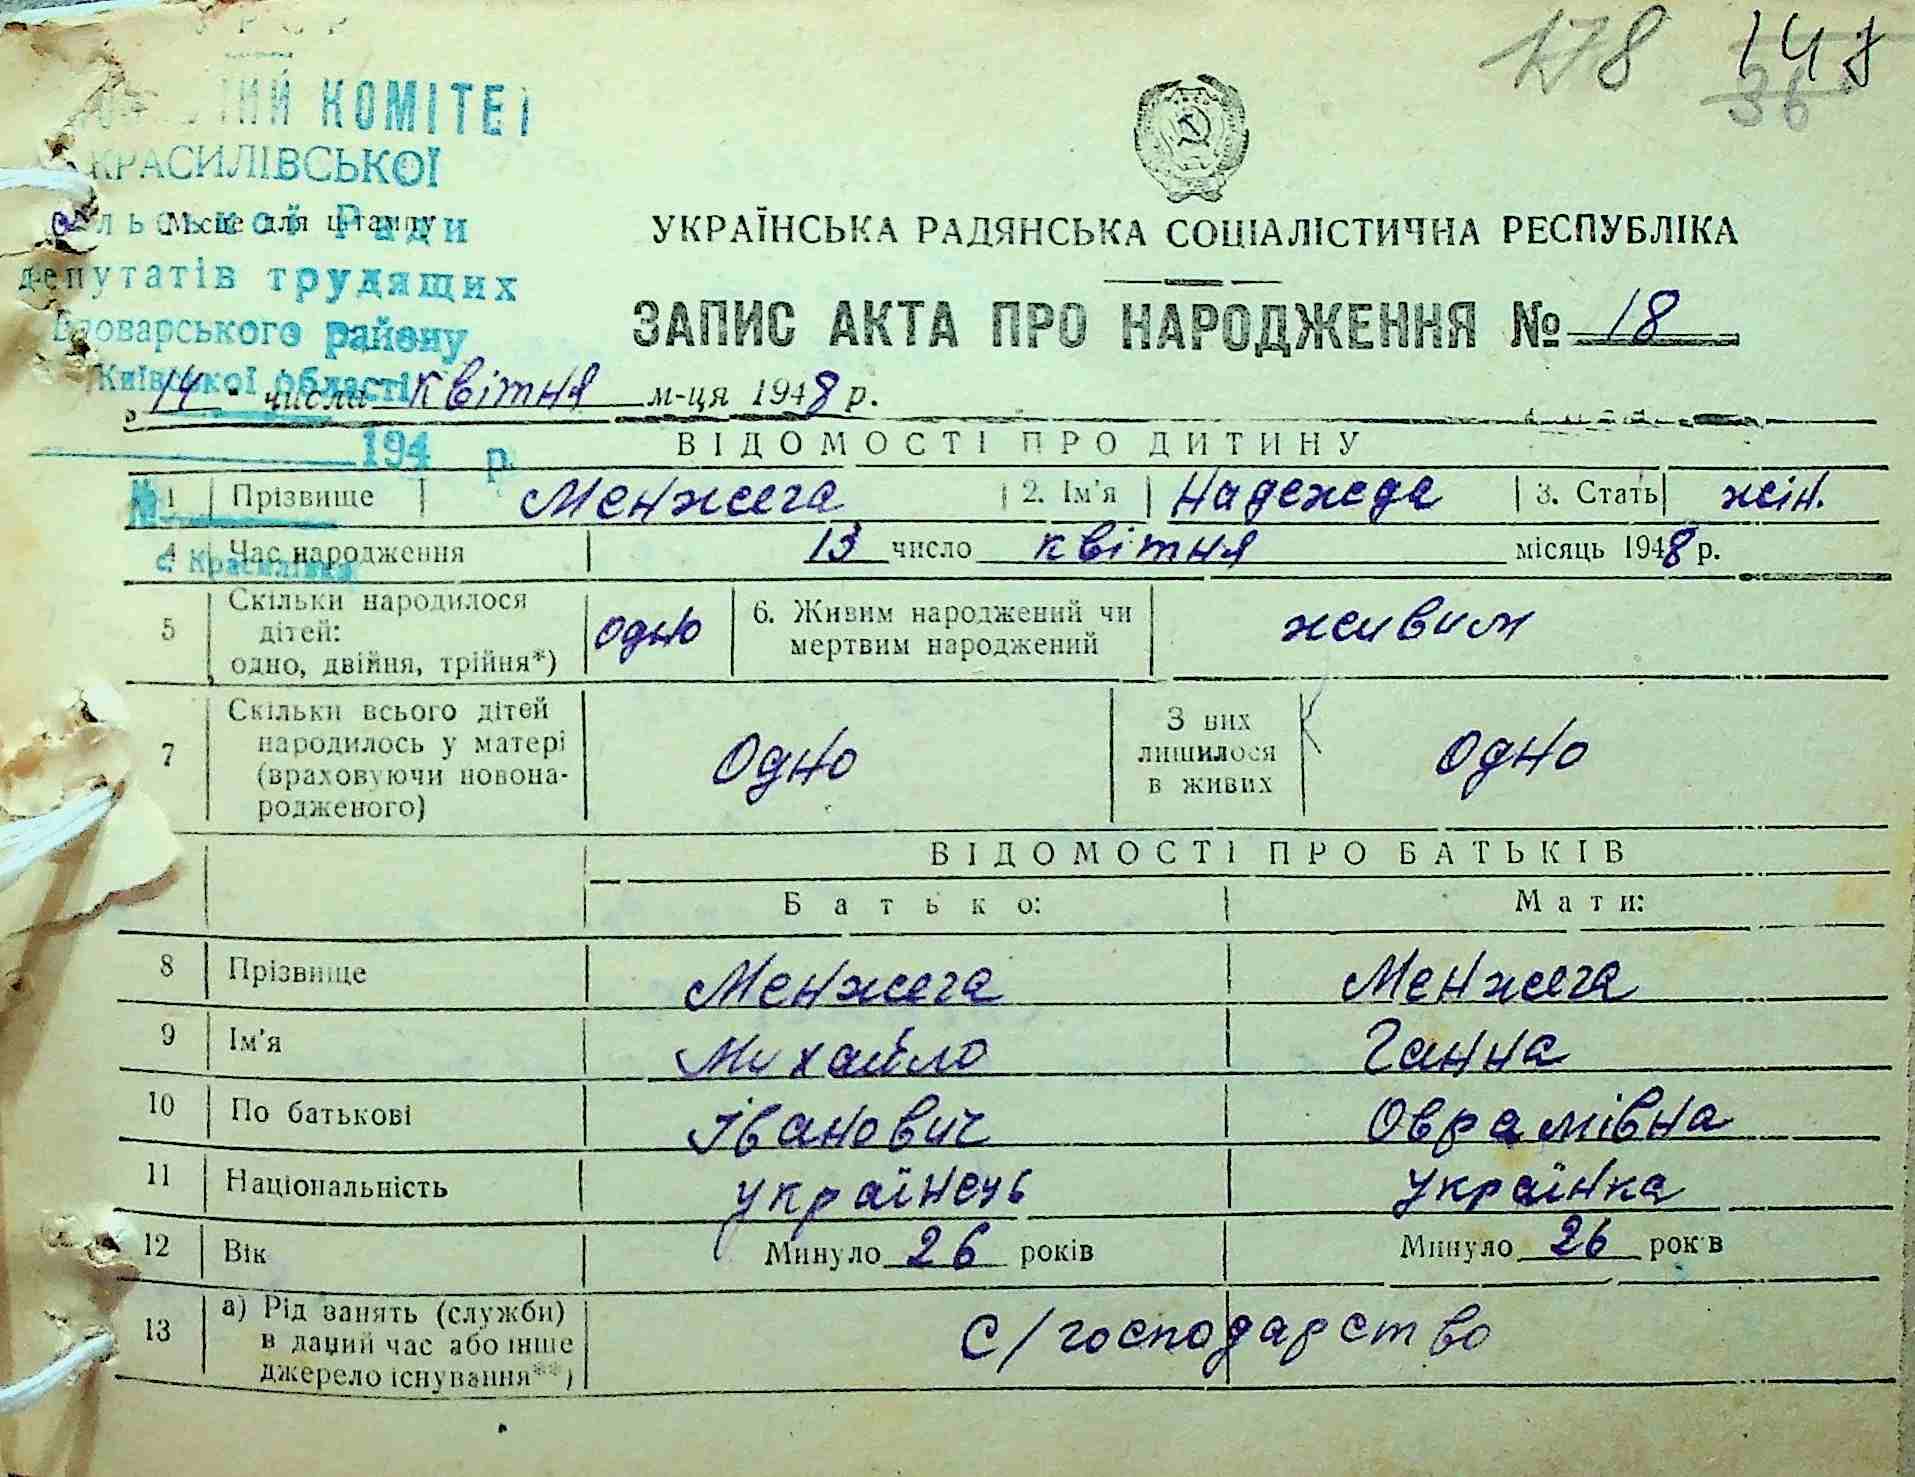 УРСР
КОМІТЕТ
КРАСИЛІВСЬКОЇ
сільської Ради
Місце для штампу
депутатів трудящих
Броварського району
Київської області
194 р.
№
с. Красилівка
178 148
36
УКРАЇНСЬКА РАДЯНСЬКА СОЦІАЛІСТИЧНА РЕСПУБЛІКА
ЗАПИС АКТА ПРО НАРОДЖЕННЯ № 18
14 числа квітня м-ця 1948 р.
ВІДОМОСТІ ПРО ДИТИНУ
1 Прізвище Менжега 2. Ім'я Надежда 3. Стать жін.
4 Час народження 13 число квітня місяць 1948 р.
5 Скільки народилося дітей: одно, двійня, трійня*) одно 6. Живим народжений чи мертвим народжений живим
7 Скільки всього дітей народилось у матері (враховуючи новонародженого) Одно З них лишилося в живих Одно
ВІДОМОСТІ ПРО БАТЬКІВ
Батько: Мати:
8 Прізвище Менжега Менжега
9 Ім'я Михайло Ганна
10 По батькові Іванович Оврамівна
11 Національність українець українка
12 Вік Минуло 26 років Минуло 26 років
13 а) Рід занять (служби) в даний час або інше джерело існування**) С/господарство